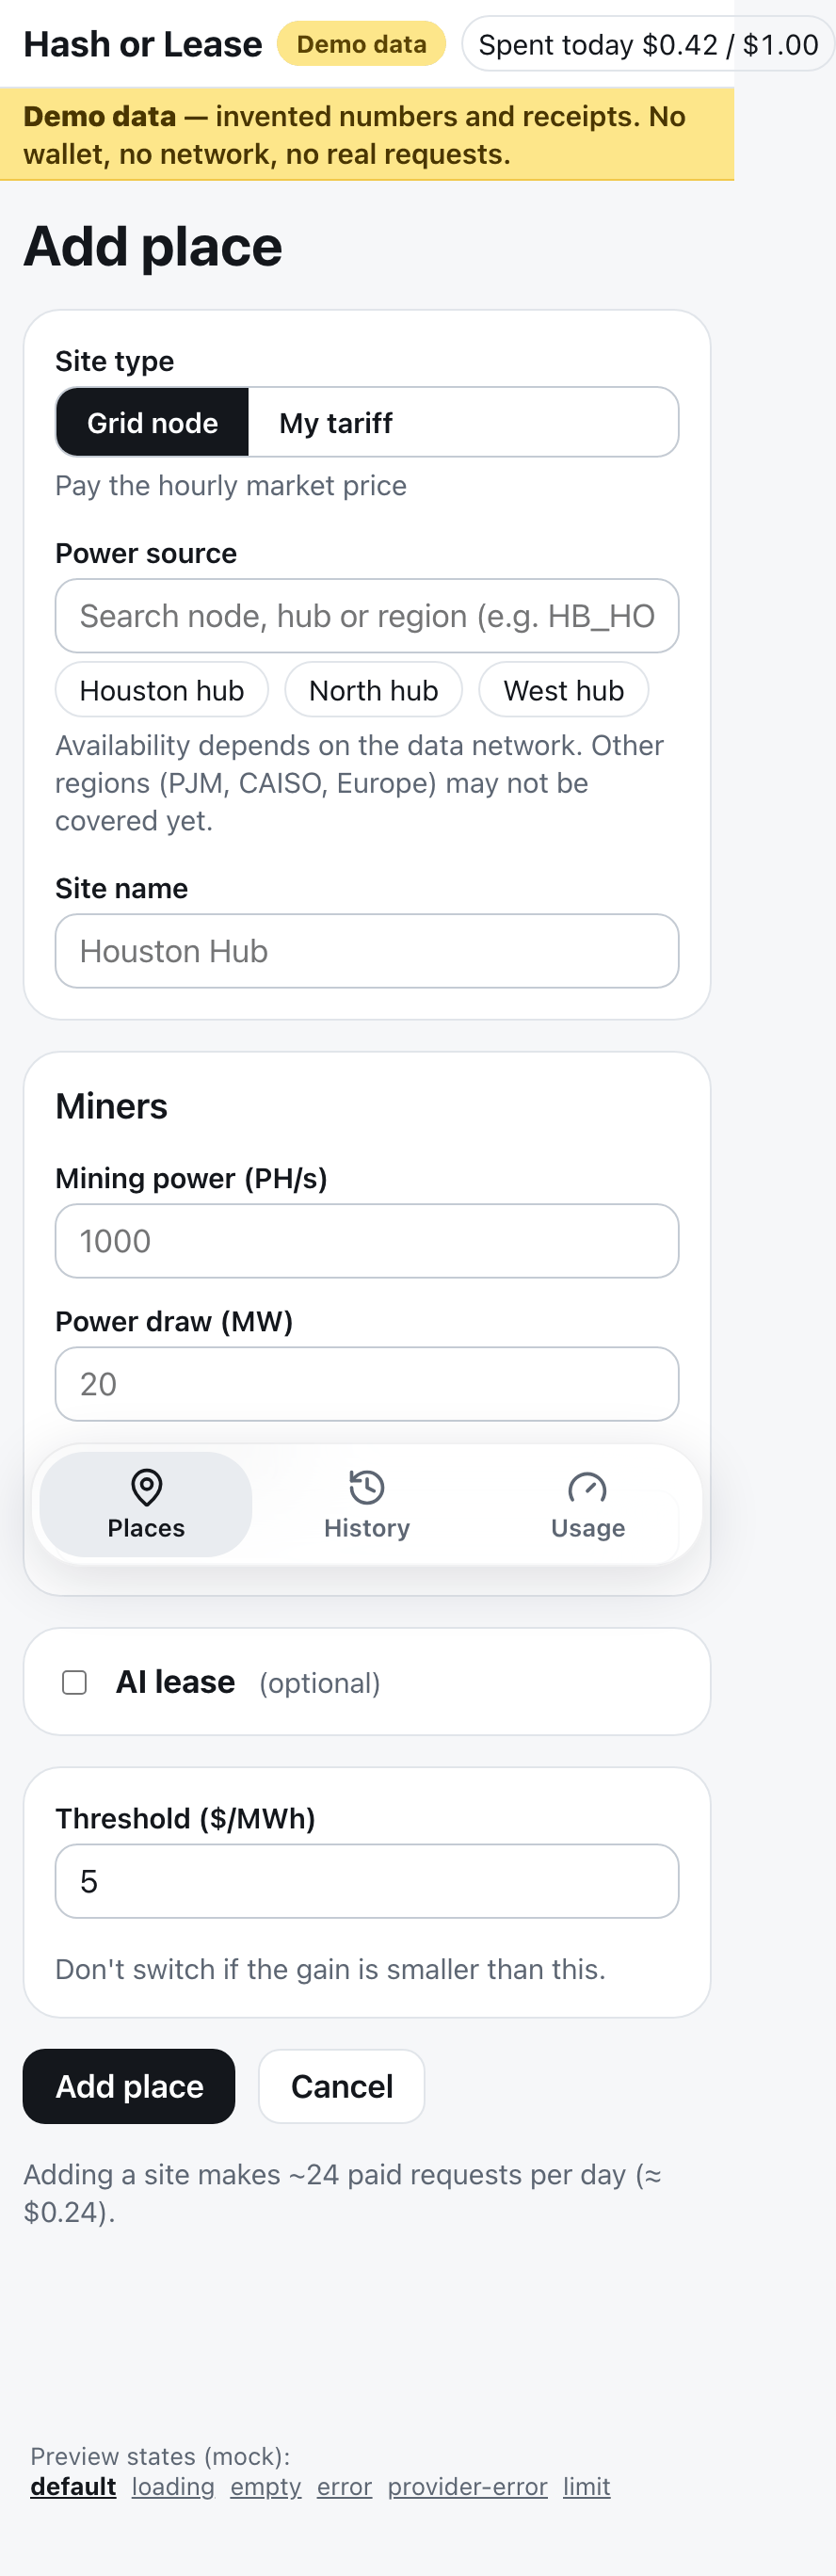 Hash or Lease Demo data Spent today $0.42 / $1.00
Demo data — invented numbers and receipts. No
wallet, no network, no real requests.
Add place
Site type
Grid node My tariff
Pay the hourly market price
Power source
Search node, hub or region (e.g. HB_HO
Houston hub North hub West hub
Availability depends on the data network. Other
regions (PJM, CAISO, Europe) may not be
covered yet.
Site name
Houston Hub
Miners
Mining power (PH/s)
1000
Power draw (MW)
20
Places History Usage
AI lease (optional)
Threshold ($/MWh)
5
Don't switch if the gain is smaller than this.
Add place Cancel
Adding a site makes ~24 paid requests per day (≈
$0.24).
Preview states (mock):
default loading empty error provider-error limit